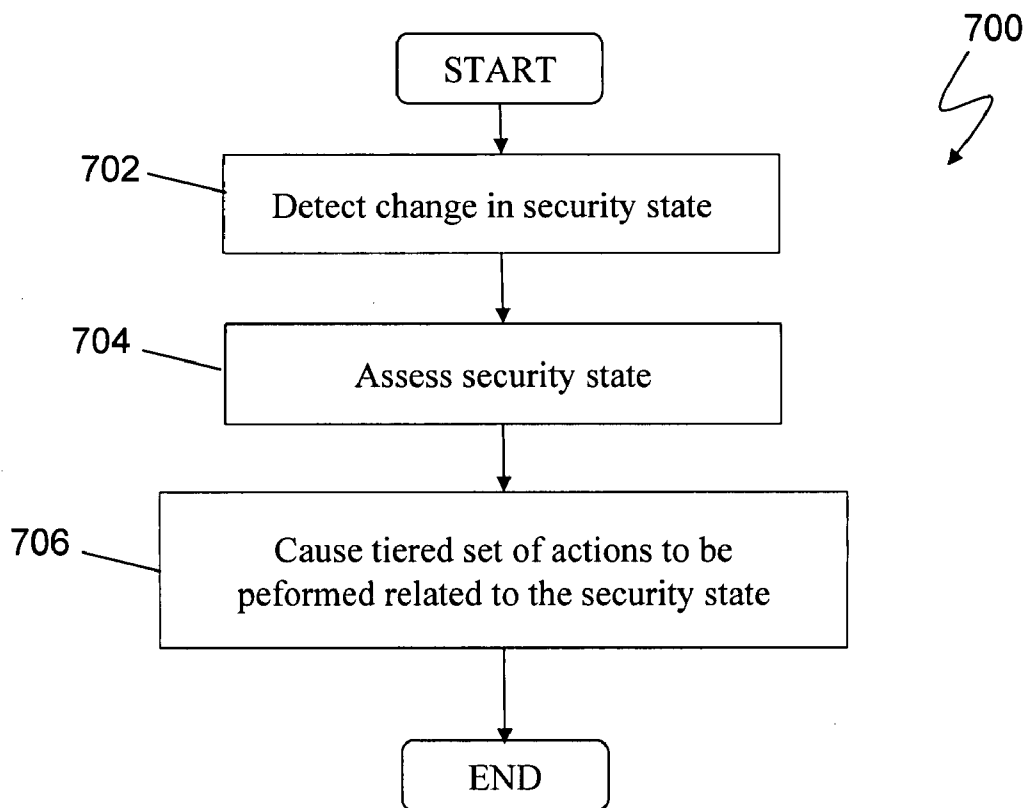 700
START
702
Detect change in security state
704
Assess security state
706
Cause tiered set of actions to be
peformed related to the security state
END